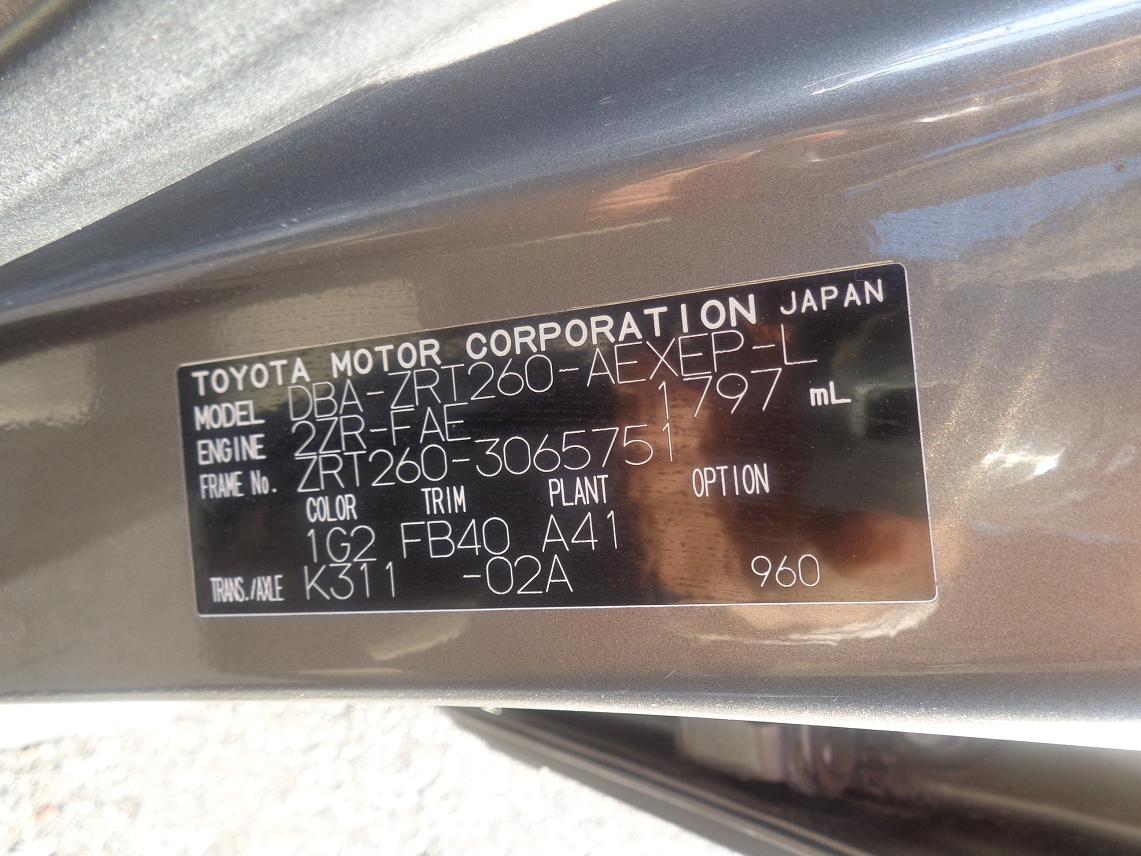 TOYOTA MOTOR CORPORATION JAPAN
MODEL DBA-ZRT260-AEXEP-L
ENGINE 2ZR-FAE 1797 mL
FRAME No. ZRT260-3065751
COLOR TRIM PLANT OPTION
1G2 FB40 A41
TRANS./AXLE K311 -02A 960